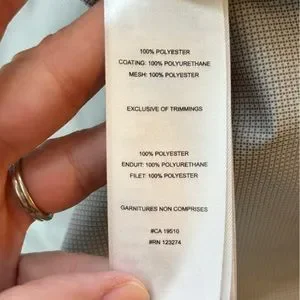 100% POLYESTER
COATING: 100% POLYURETHANE
MESH: 100% POLYESTER
EXCLUSIVE OF TRIMMINGS
100% POLYESTER
ENDUIT: 100% POLYURETHANE
FILET: 100% POLYESTER
GARNITURES NON COMPRISES
#CA 19510
#RN 123274